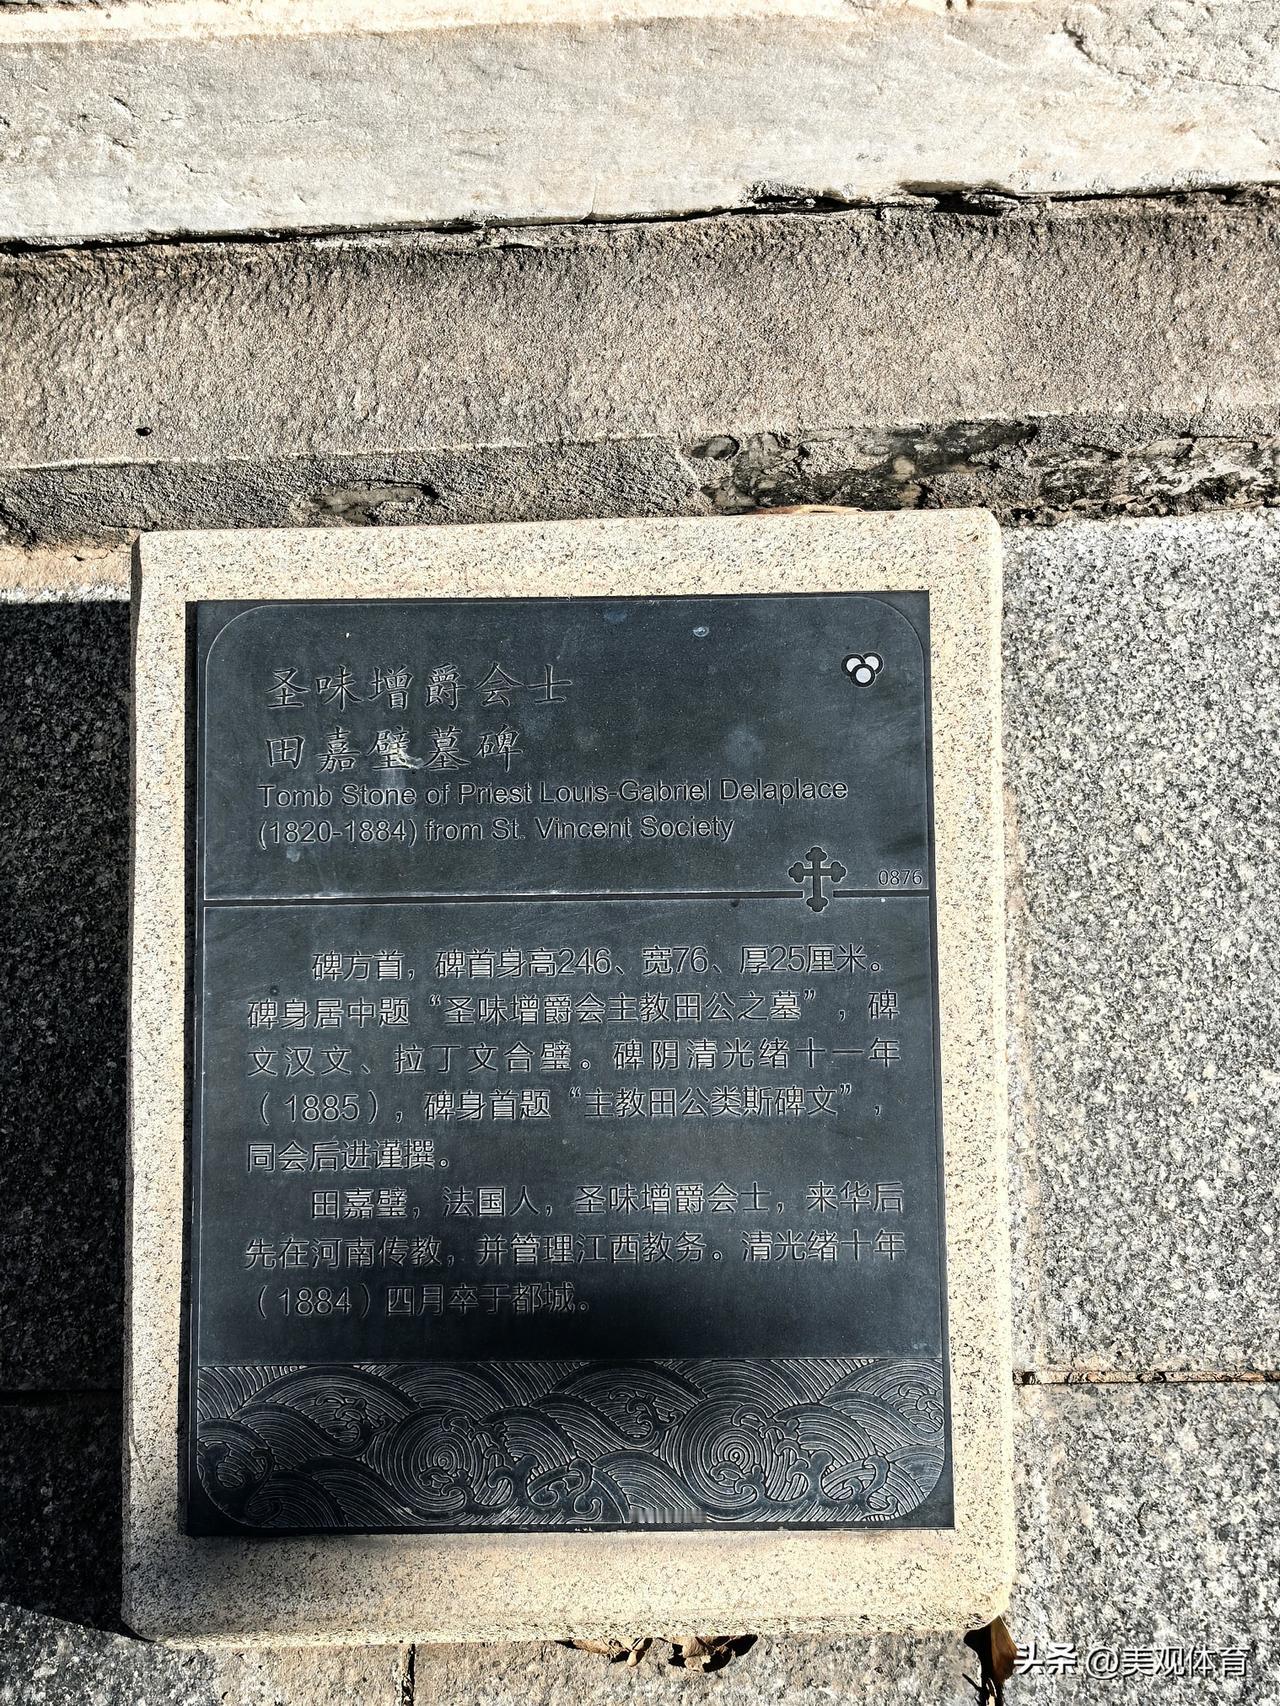 圣味增爵会士
田嘉璧墓碑
Tomb Stone of Priest Louis-Gabriel Delaplace
(1820-1884) from St. Vincent Society
0876
碑方首，碑首身高246、宽76、厚25厘米。
碑身居中题“圣味增爵会主教田公之墓”，碑
文汉文、拉丁文合璧。碑阴清光绪十一年
（1885），碑身首题“主教田公类斯碑文”，
同会后进谨撰。
田嘉璧，法国人，圣味增爵会士，来华后
先在河南传教，并管理江西教务。清光绪十年
（1884）四月卒于都城。
头条 @美观体育